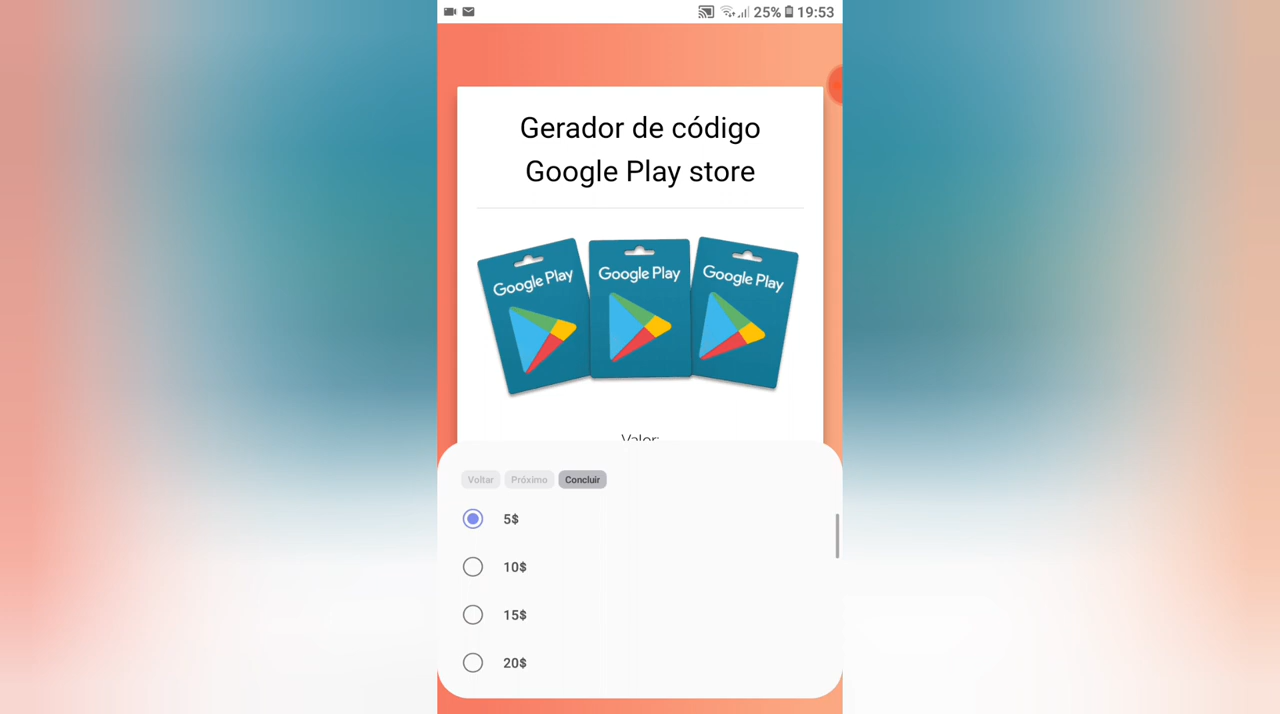 25% 19:53
Gerador de código
Google Play store
Google Play
Google Play
Google Play
Valor:
Voltar Próximo Concluir
5$
10$
15$
20$